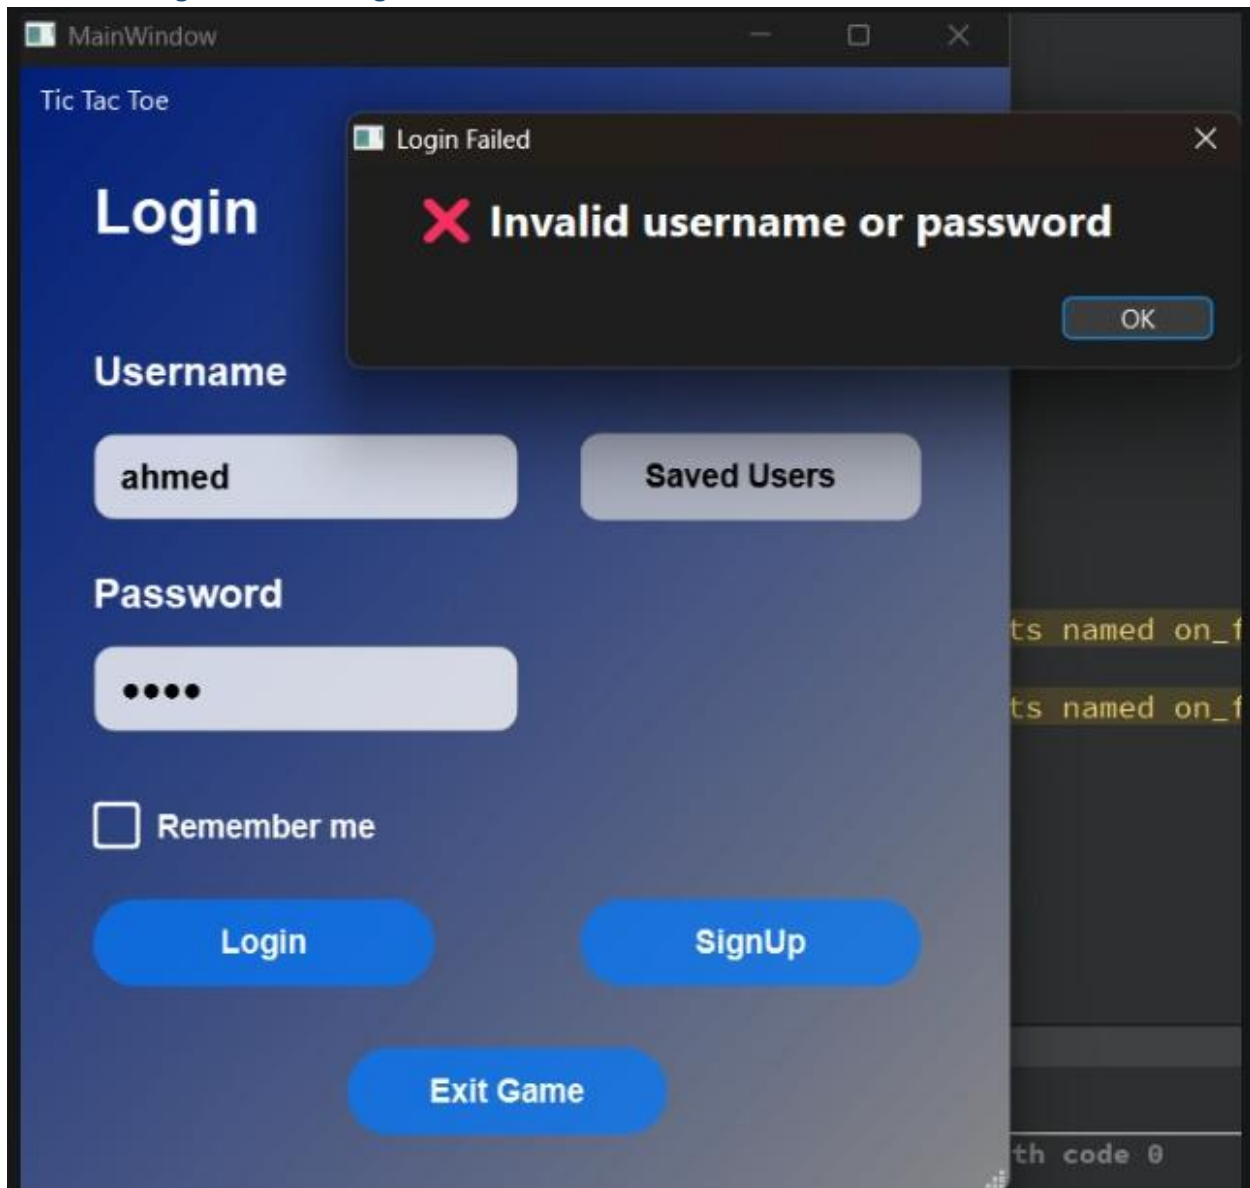 MainWindow
Tic Tac Toe
Login Failed
Login
❌ Invalid username or password
OK
Username
ahmed
Saved Users
Password
ts named on_f
••••
ts named on_f
Remember me
Login
SignUp
Exit Game
th code 0